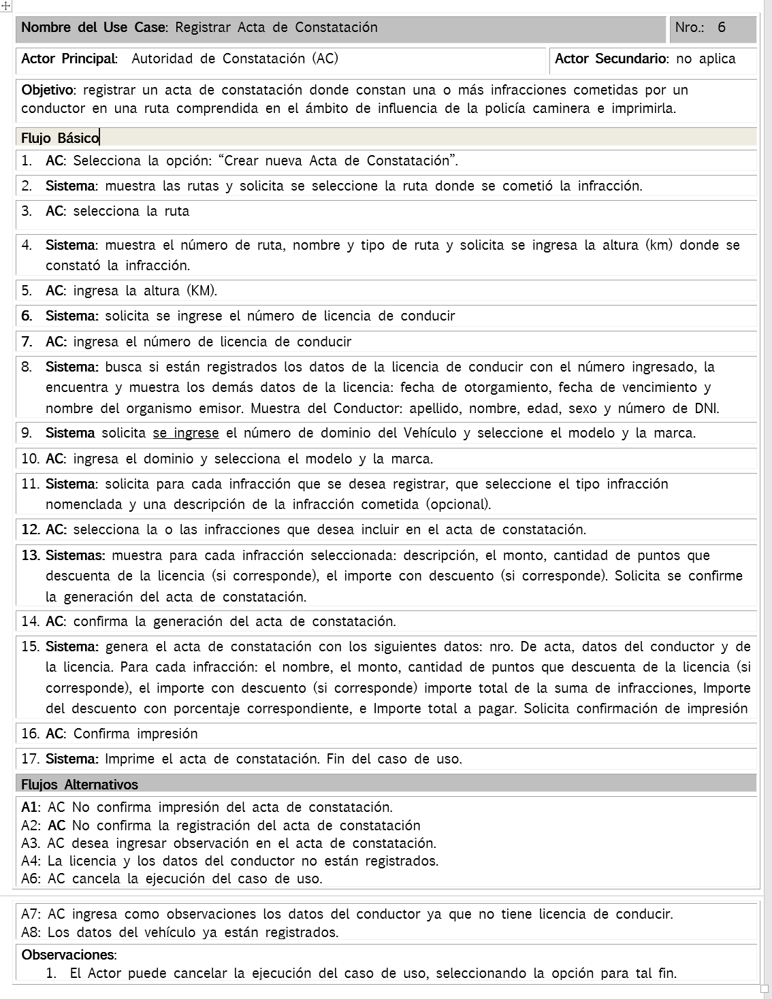 Nombre del Use Case: Registrar Acta de Constatación
Nro.: 6
Actor Principal: Autoridad de Constatación (AC)
Actor Secundario: no aplica
Objetivo: registrar un acta de constatación donde constan una o más infracciones cometidas por un
conductor en una ruta comprendida en el ámbito de influencia de la policía caminera e imprimirla.
Flujo Básico
1. AC: Selecciona la opción: “Crear nueva Acta de Constatación”.
2. Sistema: muestra las rutas y solicita se seleccione la ruta donde se cometió la infracción.
3. AC: selecciona la ruta
4. Sistema: muestra el número de ruta, nombre y tipo de ruta y solicita se ingresa la altura (km) donde se
constató la infracción.
5. AC: ingresa la altura (KM).
6. Sistema: solicita se ingrese el número de licencia de conducir
7. AC: ingresa el número de licencia de conducir
8. Sistema: busca si están registrados los datos de la licencia de conducir con el número ingresado, la
encuentra y muestra los demás datos de la licencia: fecha de otorgamiento, fecha de vencimiento y
nombre del organismo emisor. Muestra del Conductor: apellido, nombre, edad, sexo y número de DNI.
9. Sistema solicita se ingrese el número de dominio del Vehículo y seleccione el modelo y la marca.
10. AC: ingresa el dominio y selecciona el modelo y la marca.
11. Sistema: solicita para cada infracción que se desea registrar, que seleccione el tipo infracción
nomenclada y una descripción de la infracción cometida (opcional).
12. AC: selecciona la o las infracciones que desea incluir en el acta de constatación.
13. Sistemas: muestra para cada infracción seleccionada: descripción, el monto, cantidad de puntos que
descuenta de la licencia (si corresponde), el importe con descuento (si corresponde). Solicita se confirme
la generación del acta de constatación.
14. AC: confirma la generación del acta de constatación.
15. Sistema: genera el acta de constatación con los siguientes datos: nro. De acta, datos del conductor y de
la licencia. Para cada infracción: el nombre, el monto, cantidad de puntos que descuenta de la licencia (si
corresponde), el importe con descuento (si corresponde) importe total de la suma de infracciones, Importe
del descuento con porcentaje correspondiente, e Importe total a pagar. Solicita confirmación de impresión
16. AC: Confirma impresión
17. Sistema: Imprime el acta de constatación. Fin del caso de uso.
Flujos Alternativos
A1: AC No confirma impresión del acta de constatación.
A2: AC No confirma la registración del acta de constatación
A3. AC desea ingresar observación en el acta de constatación.
A4: La licencia y los datos del conductor no están registrados.
A6: AC cancela la ejecución del caso de uso.
A7: AC ingresa como observaciones los datos del conductor ya que no tiene licencia de conducir.
A8: Los datos del vehículo ya están registrados.
Observaciones:
1. El Actor puede cancelar la ejecución del caso de uso, seleccionando la opción para tal fin.